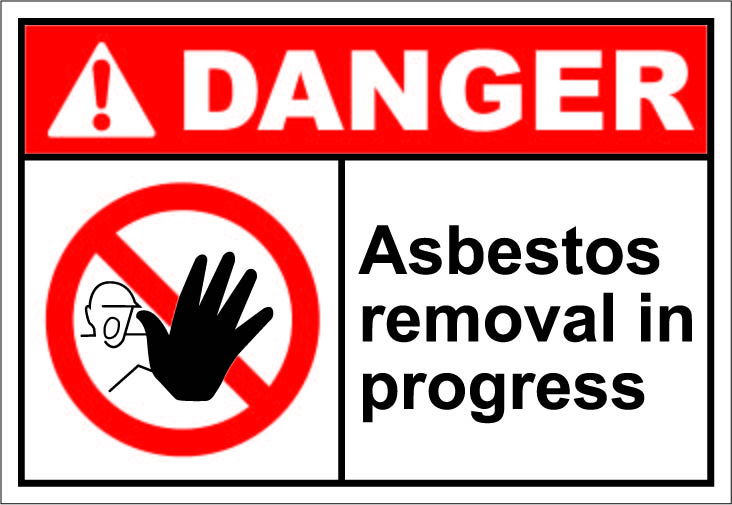 DANGER
Asbestos
removal in
progress